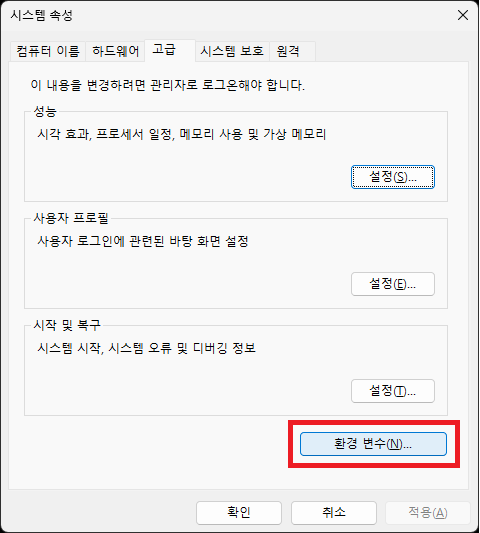 시스템 속성
컴퓨터 이름 하드웨어 고급 시스템 보호 원격
이 내용을 변경하려면 관리자로 로그온해야 합니다.
성능
시각 효과, 프로세서 일정, 메모리 사용 및 가상 메모리
설정(S)...
사용자 프로필
사용자 로그인에 관련된 바탕 화면 설정
설정(E)...
시작 및 복구
시스템 시작, 시스템 오류 및 디버깅 정보
설정(T)...
환경 변수(N)...
확인 취소 적용(A)